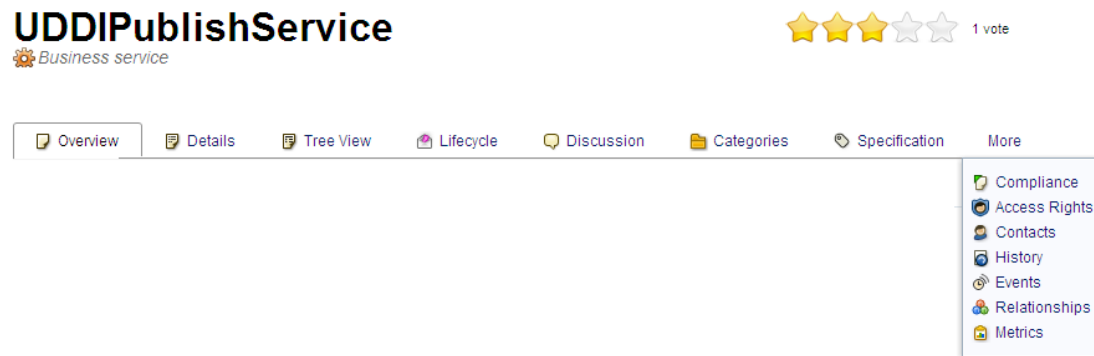 UDDIPublishService
1 vote
Business service
Overview Details Tree View Lifecycle Discussion Categories Specification More
Compliance
Access Rights
Contacts
History
Events
Relationships
Metrics